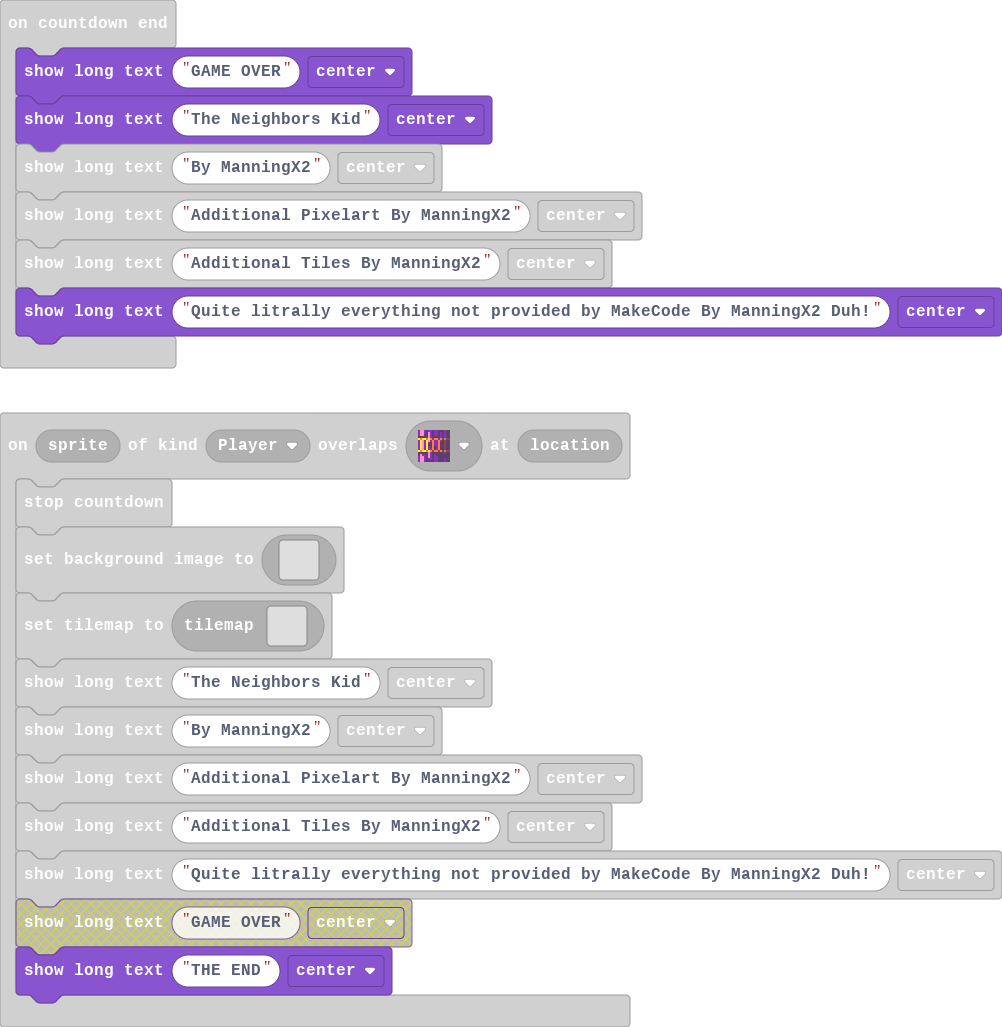 on countdown end
show long text "GAME OVER" center
show long text "The Neighbors Kid" center
show long text "By ManningX2" center
show long text "Additional Pixelart By ManningX2" center
show long text "Additional Tiles By ManningX2" center
show long text "Quite litrally everything not provided by MakeCode By ManningX2 Duh!" center
on sprite of kind Player overlaps at location
stop countdown
set background image to
set tilemap to tilemap
show long text "The Neighbors Kid" center
show long text "By ManningX2" center
show long text "Additional Pixelart By ManningX2" center
show long text "Additional Tiles By ManningX2" center
show long text "Quite litrally everything not provided by MakeCode By ManningX2 Duh!" center
show long text "GAME OVER" center
show long text "THE END" center